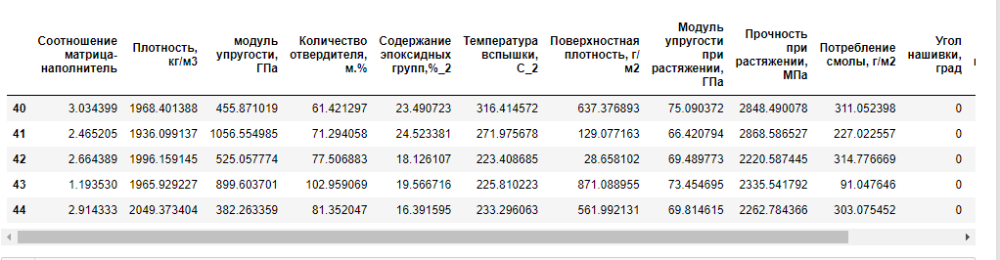 Соотношение матрица-наполнитель Плотность, кг/м3 модуль упругости, ГПа Количество отвердителя, м.% Содержание эпоксидных групп,%_2 Температура вспышки, С_2 Поверхностная плотность, г/м2 Модуль упругости при растяжении, ГПа Прочность при растяжении, МПа Потребление смолы, г/м2 Угол нашивки, град
40 3.034399 1968.401388 455.871019 61.421297 23.490723 316.414572 637.376893 75.090372 2848.490078 311.052398 0
41 2.465205 1936.099137 1056.554985 71.294058 24.523381 271.975678 129.077163 66.420794 2868.586527 227.022557 0
42 2.664389 1996.159145 525.057774 77.506883 18.126107 223.408685 28.658102 69.489773 2220.587445 314.776669 0
43 1.193530 1965.929227 899.603701 102.959069 19.566716 225.810223 871.088955 73.454695 2335.541792 91.047646 0
44 2.914333 2049.373404 382.263359 81.352047 16.391595 233.296063 561.992131 69.814615 2262.784366 303.075452 0